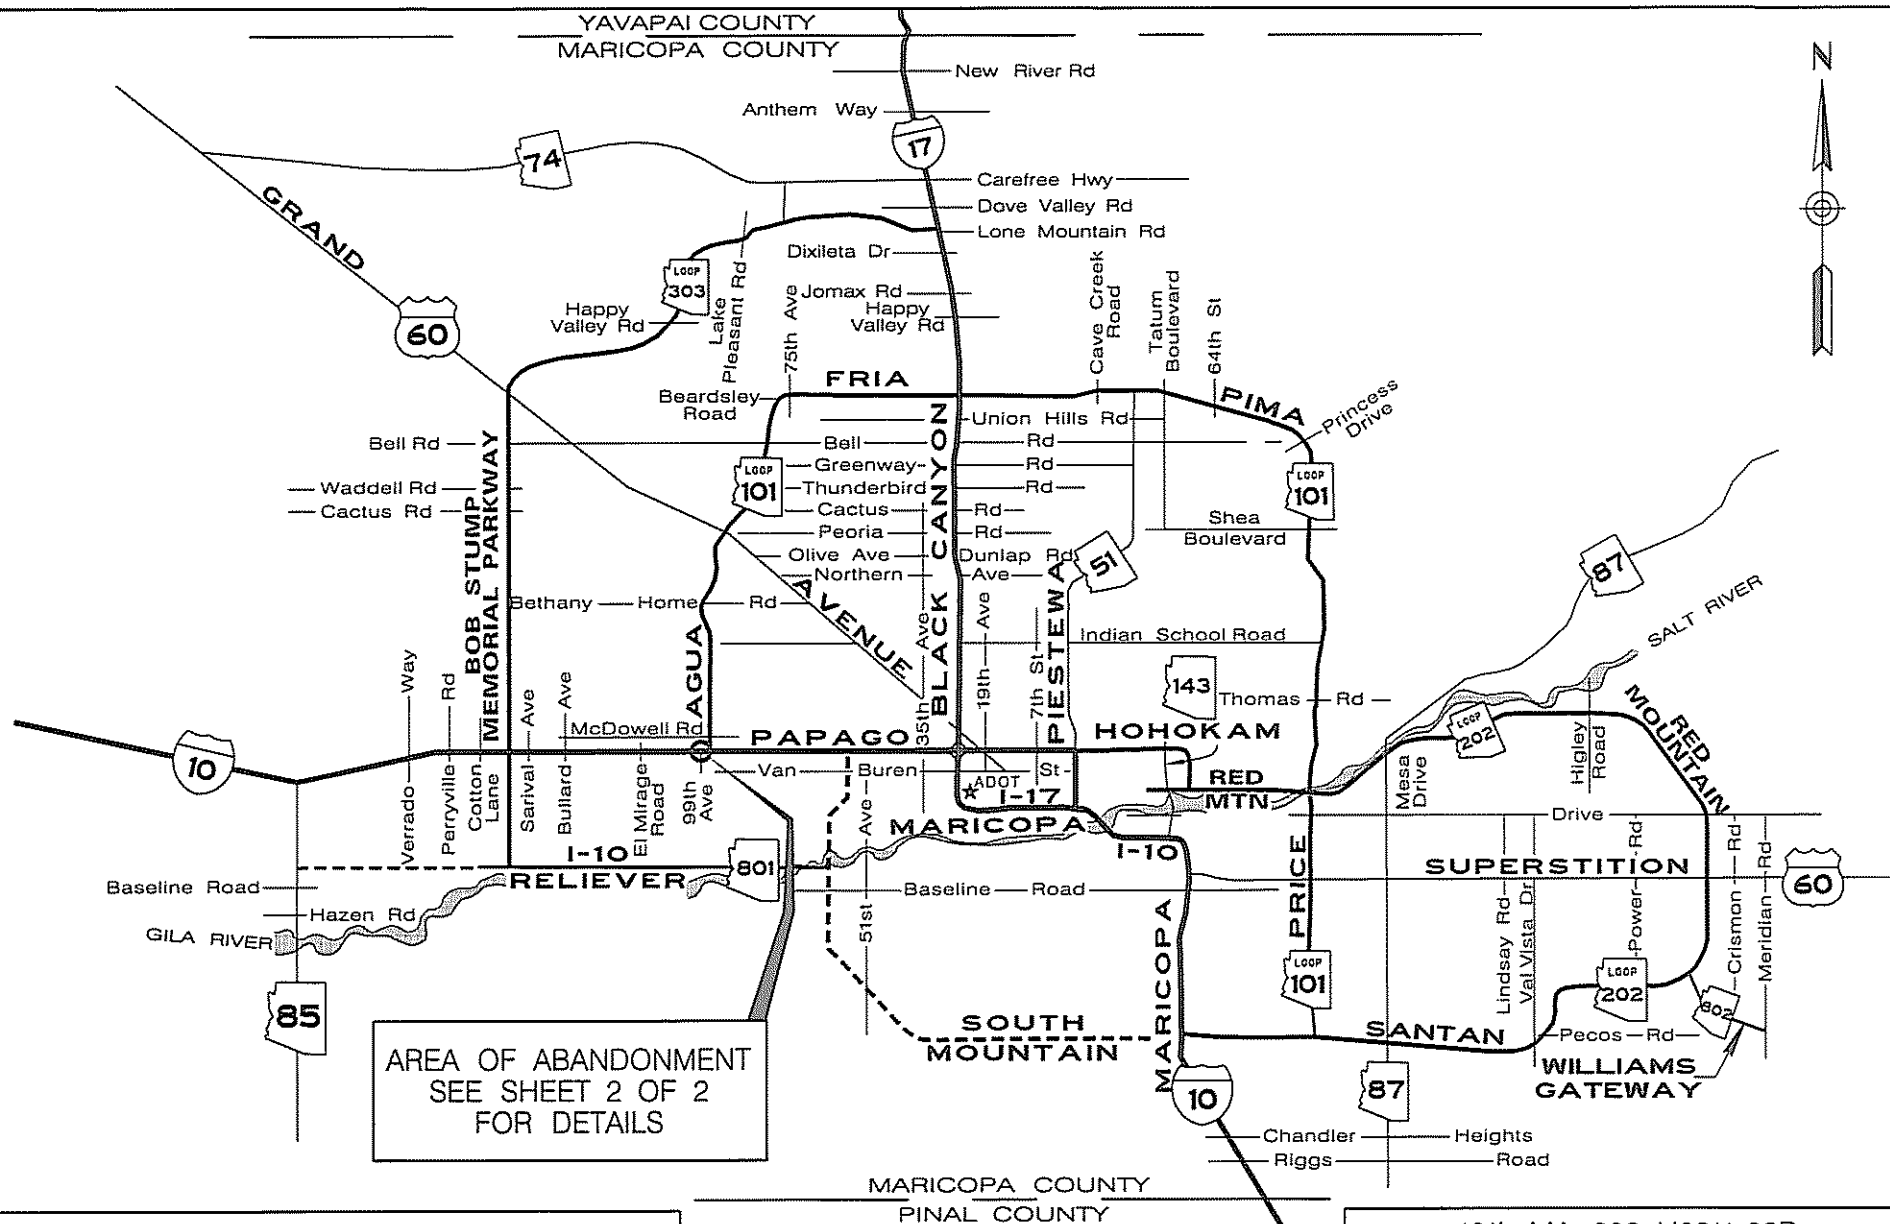 YAVAPAI COUNTY
MARICOPA COUNTY
New River Rd
Anthem Way
17
N
74
Carefree Hwy
Dove Valley Rd
Lone Mountain Rd
GRAND
Dixileta Dr
LOOP
303
Jomax Rd
Happy
Valley Rd
Happy
Valley Rd
Lake
Pleasant Rd
75th Ave
Cave Creek
Road
Tatum
Boulevard
64th St
60
FRIA
PIMA
Princess
Drive
Beardsley
Road
Union Hills Rd
Bell Rd
Bell Rd
Greenway Rd
LOOP
101
Thunderbird Rd
LOOP
101
Waddell Rd
Cactus Rd
Cactus Rd
Peoria Rd
Shea
Boulevard
Olive Ave
Dunlap Rd
Northern Ave
51
87
BOB STUMP
MEMORIAL PARKWAY
BLACK CANYON
AVENUE
Bethany Home Rd
PIESTEWA
Indian School Road
SALT RIVER
AGUA
35th Ave
19th Ave
7th St
143
Thomas Rd
Verrado Way
Perryville Rd
Cotton
Lane
Sarival Ave
Bullard Ave
McDowell Rd
PAPAGO
HOHOKAM
LOOP
202
Higley
Road
RED
MOUNTAIN
10
El Mirage
Road
99th
Ave
Van Buren St
ADOT
I-17
RED
MTN
Mesa
Drive
51st Ave
MARICOPA
Drive
I-10
I-10
RELIEVER
801
SUPERSTITION
60
Baseline Road
Baseline Road
Hazen Rd
GILA RIVER
PRICE
MARICOPA
Lindsay Rd
Val Vista Dr
Power Rd
Crismon Rd
Meridian Rd
LOOP
101
LOOP
202
802
85
SOUTH
MOUNTAIN
SANTAN
Pecos Rd
WILLIAMS
GATEWAY
AREA OF ABANDONMENT
SEE SHEET 2 OF 2
FOR DETAILS
10
87
Chandler Heights
Riggs Road
MARICOPA COUNTY
PINAL COUNTY